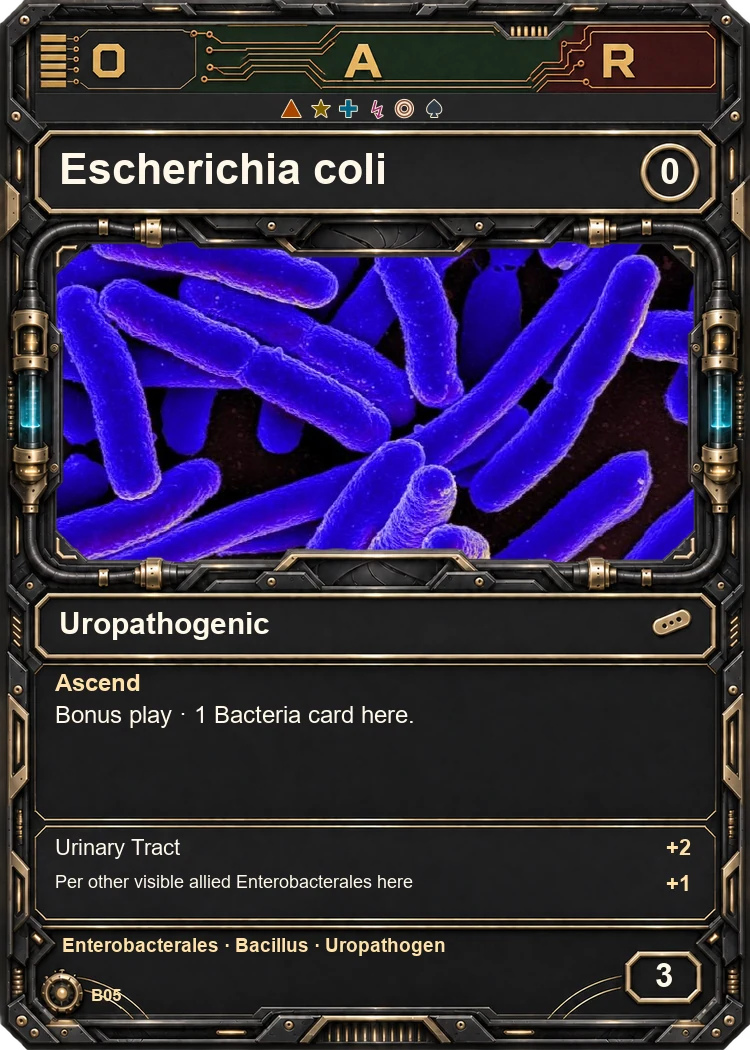 O A R
Escherichia coli
0
Uropathogenic
Ascend
Bonus play · 1 Bacteria card here.
Urinary Tract +2
Per other visible allied Enterobacterales here +1
Enterobacterales · Bacillus · Uropathogen
B05
3